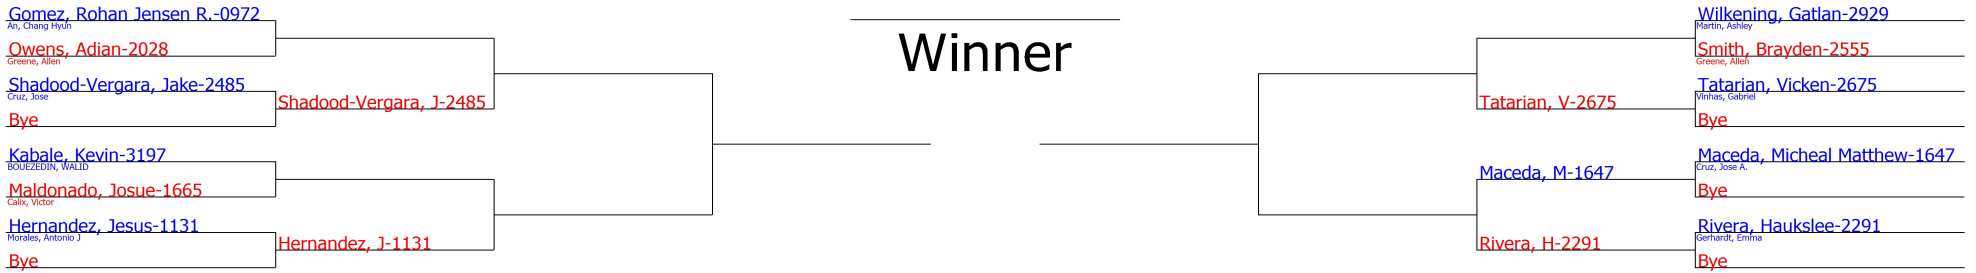 Gomez, Rohan Jensen R.-0972
An, Chang Hyun
Owens, Adian-2028
Greene, Allen
Shadood-Vergara, Jake-2485
Cruz, Jose
Shadood-Vergara, J-2485
Bye
Kabale, Kevin-3197
BOUEZEDIN, WALID
Maldonado, Josue-1665
Calix, Victor
Hernandez, Jesus-1131
Morales, Antonio J
Hernandez, J-1131
Bye
Winner
Wilkening, Gatlan-2929
Martin, Ashley
Smith, Brayden-2555
Greene, Allen
Tatarian, Vicken-2675
Vinhas, Gabriel
Tatarian, V-2675
Bye
Maceda, Micheal Matthew-1647
Cruz, Jose A.
Maceda, M-1647
Bye
Rivera, Haukslee-2291
Gerhardt, Emma
Rivera, H-2291
Bye